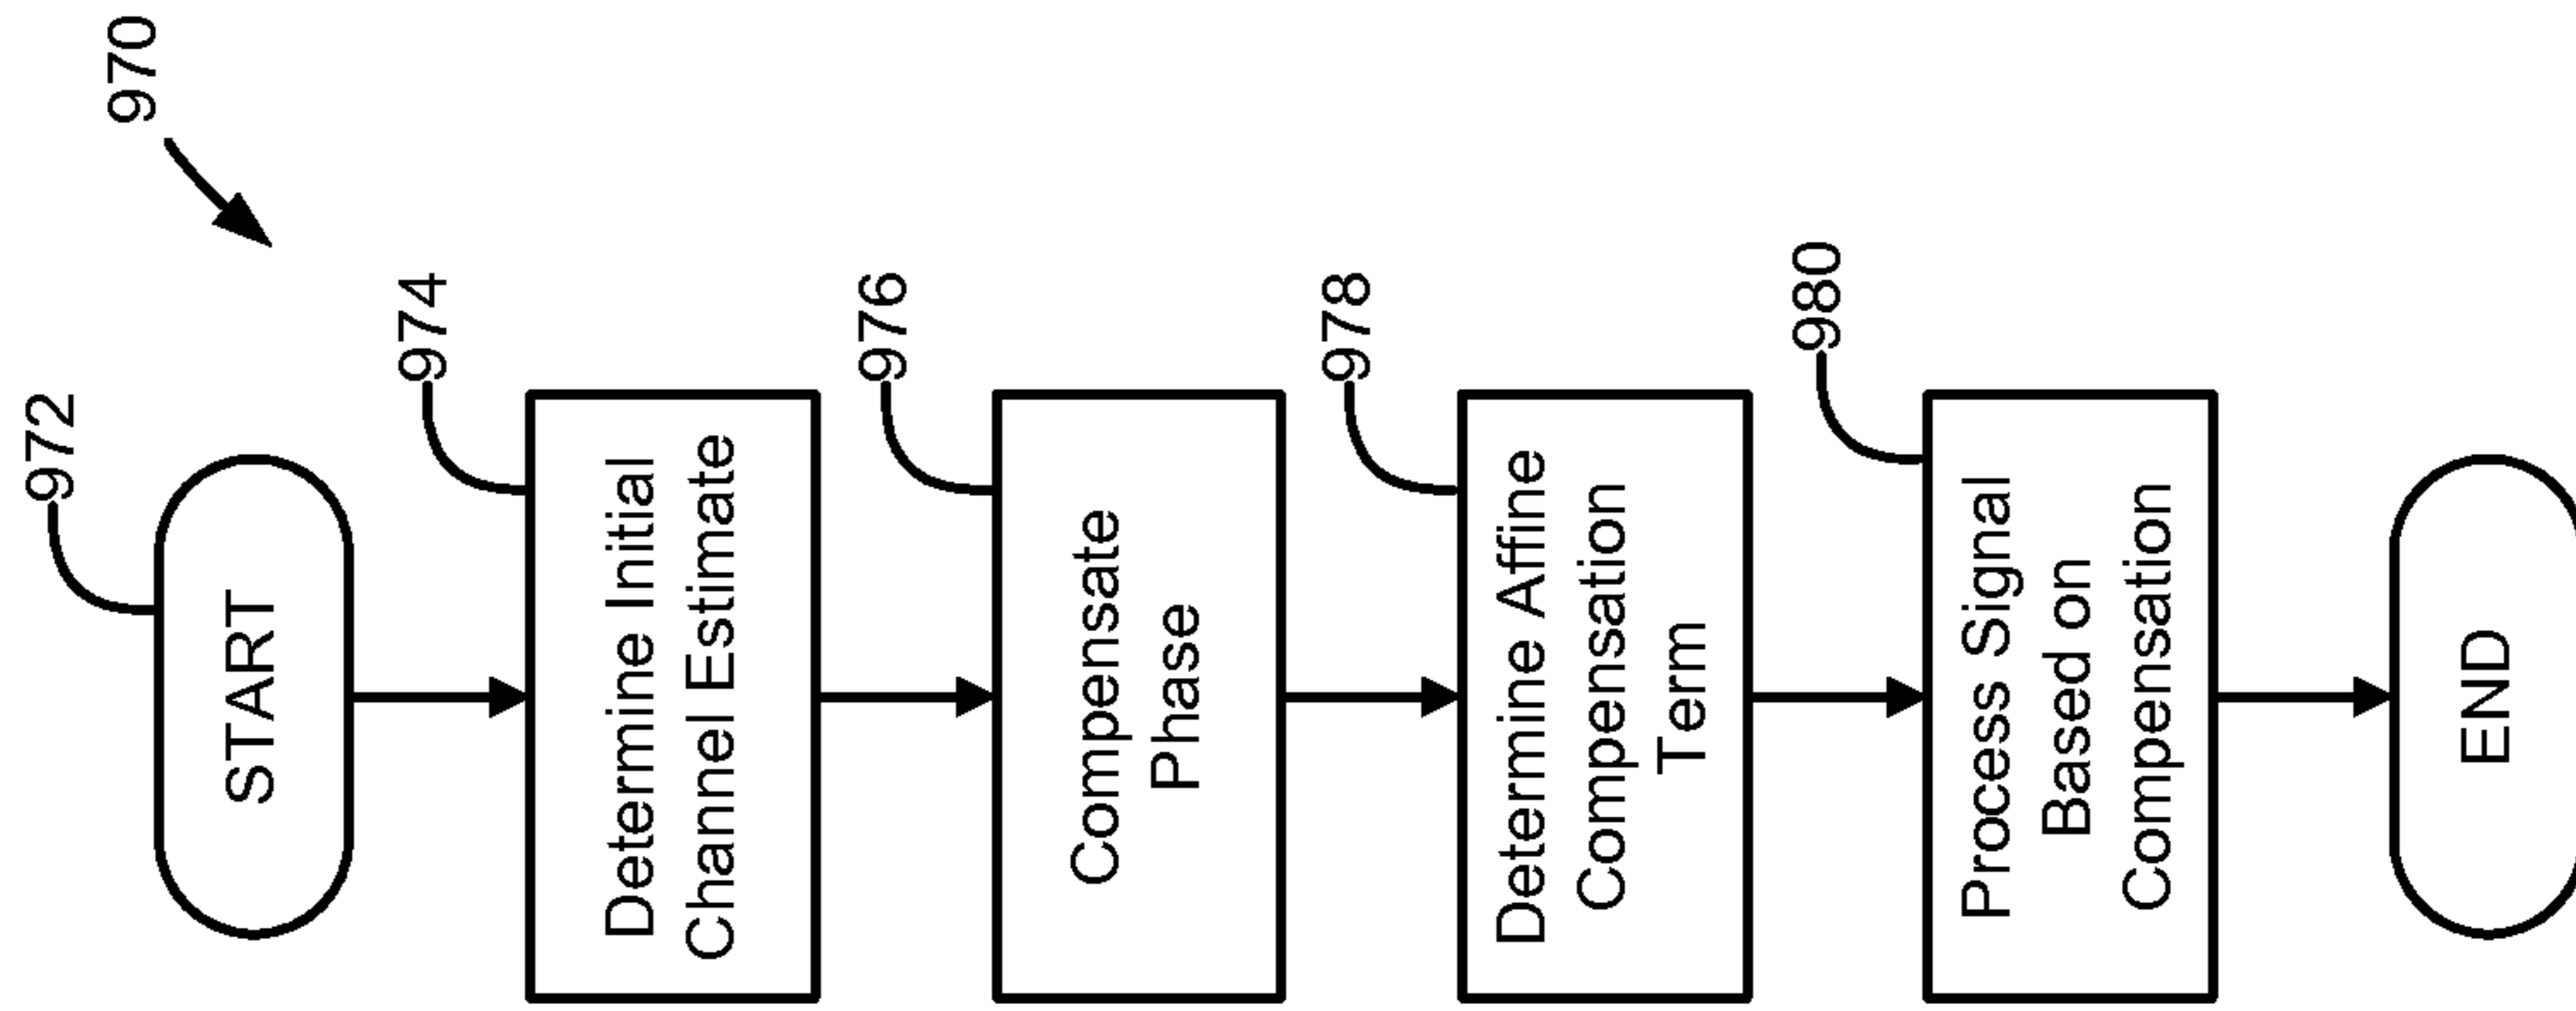 970
972
START
974
Determine Initial
Channel Estimate
976
Compensate
Phase
978
Determine Affine
Compensation
Term
980
Process Signal
Based on
Compensation
END